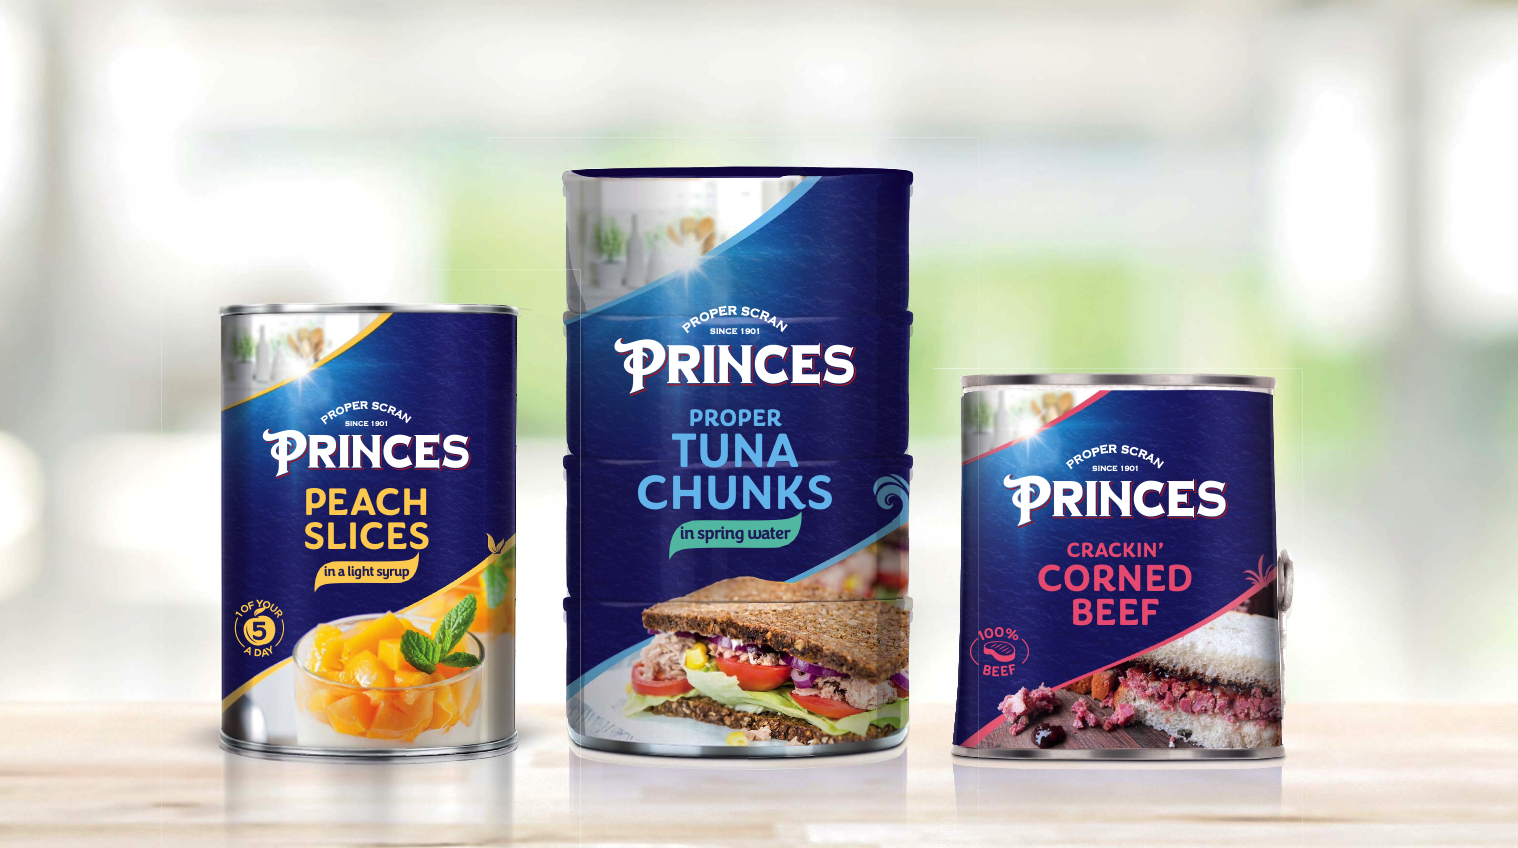 PROPER SCRAN
SINCE 1901
PRINCES
PEACH
SLICES
in a light syrup
1 OF YOUR
5
A DAY
PROPER SCRAN
SINCE 1901
PRINCES
PROPER
TUNA
CHUNKS
in spring water
PROPER SCRAN
SINCE 1901
PRINCES
CRACKIN'
CORNED
BEEF
100%
BEEF